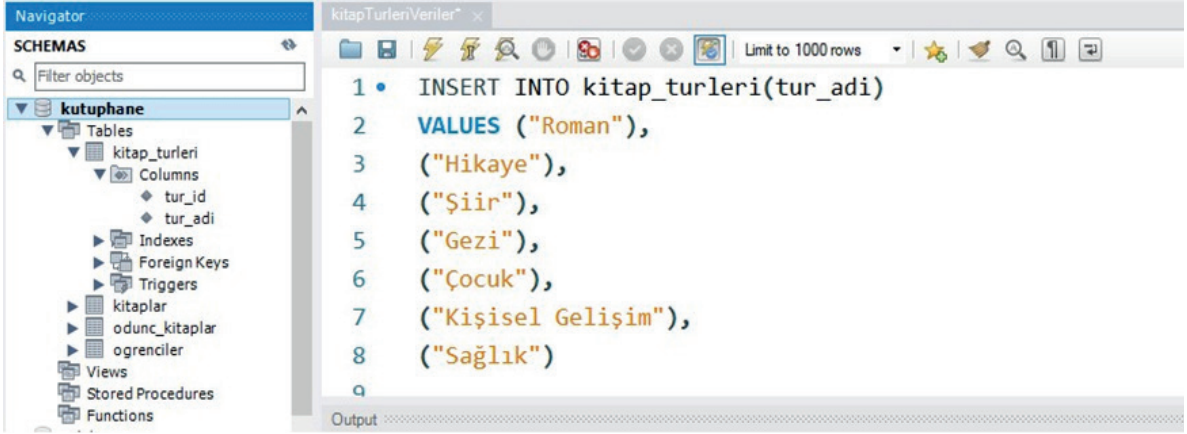 Navigator
SCHEMAS
Filter objects
kutuphane
Tables
kitap_turleri
Columns
tur_id
tur_adi
Indexes
Foreign Keys
Triggers
kitaplar
odunc_kitaplar
ogrenciler
Views
Stored Procedures
Functions
kitapTurleriVeriler*
Limit to 1000 rows
1 INSERT INTO kitap_turleri(tur_adi)
2 VALUES ("Roman"),
3 ("Hikaye"),
4 ("Şiir"),
5 ("Gezi"),
6 ("Çocuk"),
7 ("Kişisel Gelişim"),
8 ("Sağlık")
9
Output